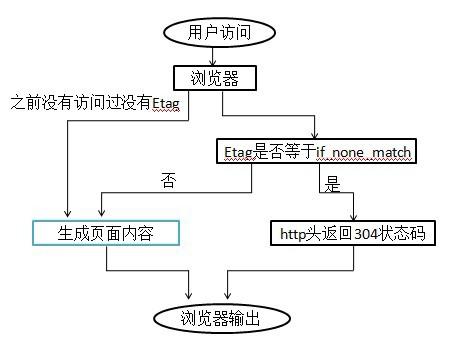 用户访问
浏览器
之前没有访问过没有Etag
Etag是否等于if_none_match
否
是
生成页面内容
http头返回304状态码
浏览器输出